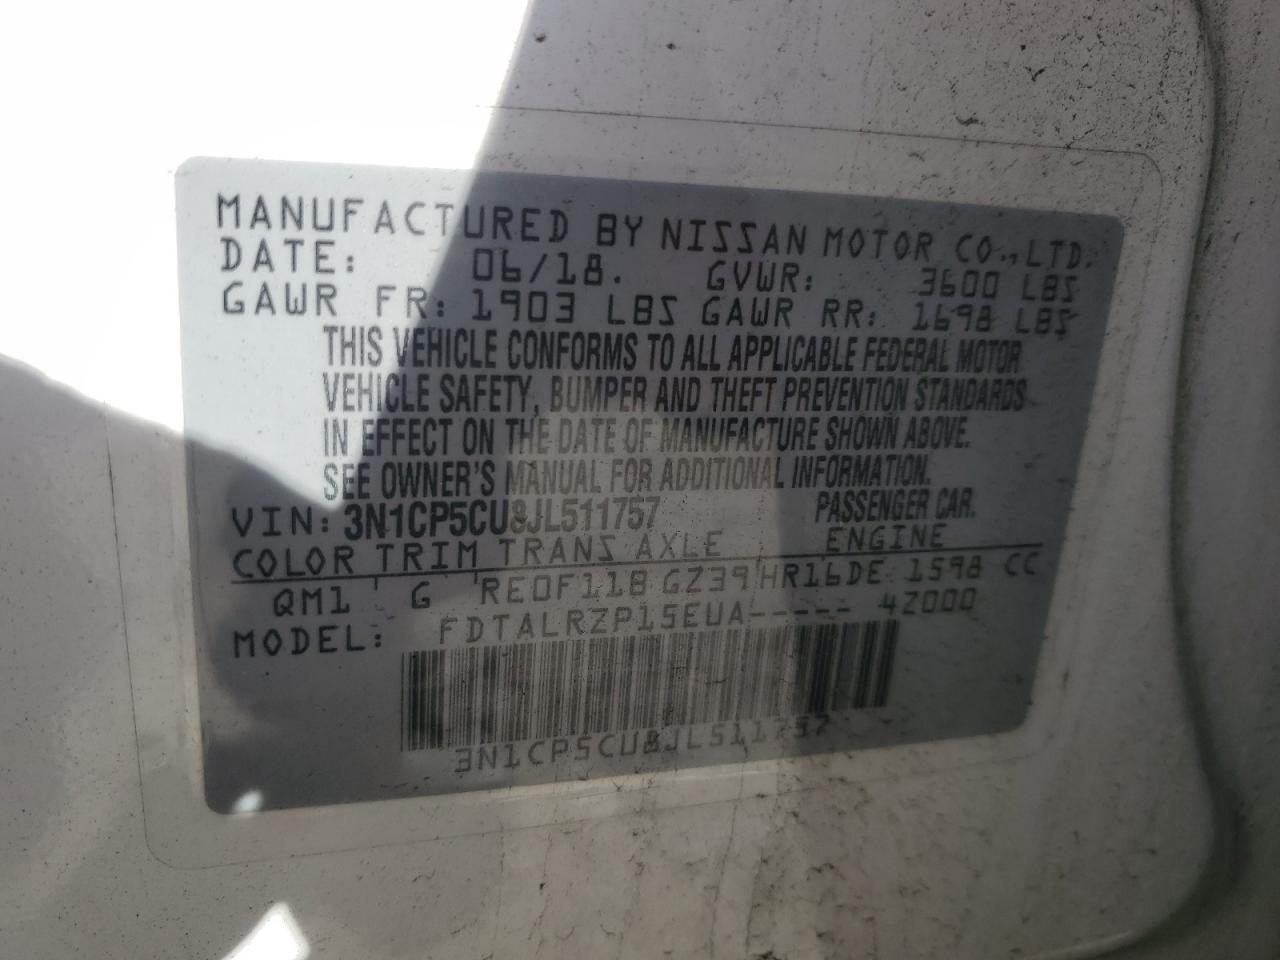 MANUFACTURED BY NISSAN MOTOR CO., LTD.
DATE: 06/18. GVWR: 3600 LBS
GAWR FR: 1903 LBS GAWR RR: 1698 LBS
THIS VEHICLE CONFORMS TO ALL APPLICABLE FEDERAL MOTOR
VEHICLE SAFETY, BUMPER AND THEFT PREVENTION STANDARDS
IN EFFECT ON THE DATE OF MANUFACTURE SHOWN ABOVE.
SEE OWNER'S MANUAL FOR ADDITIONAL INFORMATION.
VIN: 3N1CP5CU8JL511757 PASSENGER CAR.
COLOR TRIM TRANS AXLE ENGINE
QM1 G RE0F11B GZ39 HR16DE 1598 CC
MODEL: FDTALRZP15EUA----- 42000
3N1CP5CU8JL511757